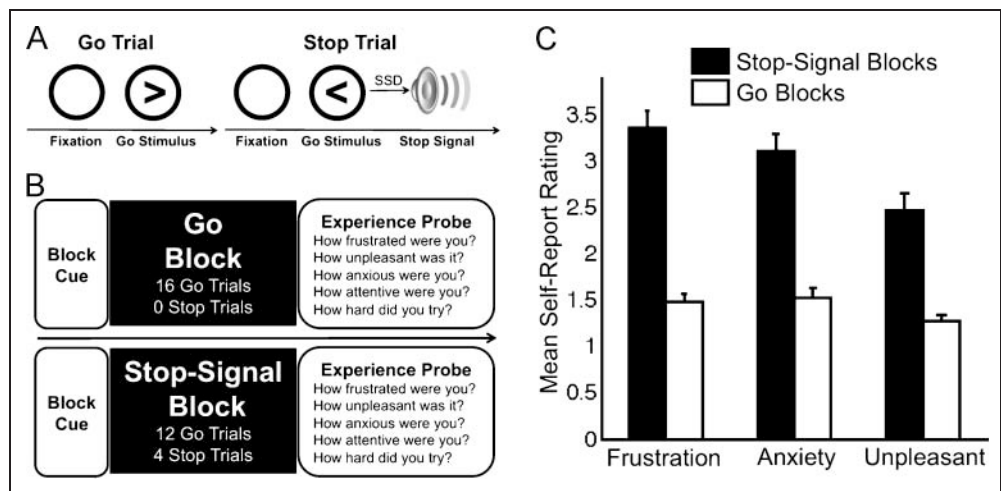 A
Go Trial
Stop Trial
>
<
SSD
Fixation
Go Stimulus
Fixation
Go Stimulus
Stop Signal
B
Block
Cue
Go
Block
16 Go Trials
0 Stop Trials
Experience Probe
How frustrated were you?
How unpleasant was it?
How anxious were you?
How attentive were you?
How hard did you try?
Block
Cue
Stop-Signal
Block
12 Go Trials
4 Stop Trials
Experience Probe
How frustrated were you?
How unpleasant was it?
How anxious were you?
How attentive were you?
How hard did you try?
C
Stop-Signal Blocks
Go Blocks
Mean Self-Report Rating
3.5
3
2.5
2
1.5
1
0.5
0
Frustration
Anxiety
Unpleasant